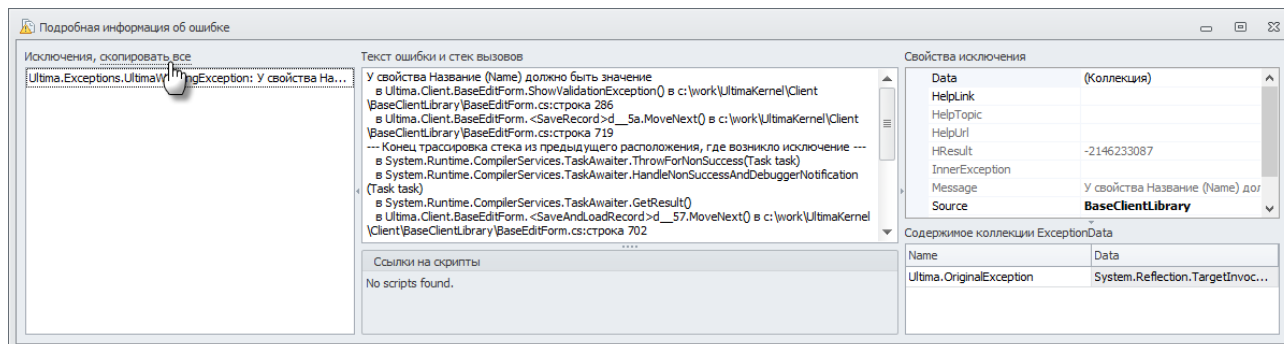 Подробная информация об ошибке
Исключения, скопировать все
Ultima.Exceptions.UltimaW ngException: У свойства На...
Текст ошибки и стек вызовов
У свойства Название (Name) должно быть значение
в Ultima.Client.BaseEditForm.ShowValidationException() в c:\work\UltimaKernel\Client
\BaseClientLibrary\BaseEditForm.cs:строка 286
в Ultima.Client.BaseEditForm.<SaveRecord>d__5a.MoveNext() в c:\work\UltimaKernel\Client
\BaseClientLibrary\BaseEditForm.cs:строка 719
--- Конец трассировка стека из предыдущего расположения, где возникло исключение ---
в System.Runtime.CompilerServices.TaskAwaiter.ThrowForNonSuccess(Task task)
в System.Runtime.CompilerServices.TaskAwaiter.HandleNonSuccessAndDebuggerNotification
(Task task)
в System.Runtime.CompilerServices.TaskAwaiter.GetResult()
в Ultima.Client.BaseEditForm.<SaveAndLoadRecord>d__57.MoveNext() в c:\work\UltimaKernel
\Client\BaseClientLibrary\BaseEditForm.cs:строка 702
Ссылки на скрипты
No scripts found.
Свойства исключения
Data (Коллекция)
HelpLink
HelpTopic
HelpUrl
HResult -2146233087
InnerException
Message У свойства Название (Name) дол
Source BaseClientLibrary
Содержимое коллекции ExceptionData
Name Data
Ultima.OriginalException System.Reflection.TargetInvoc...